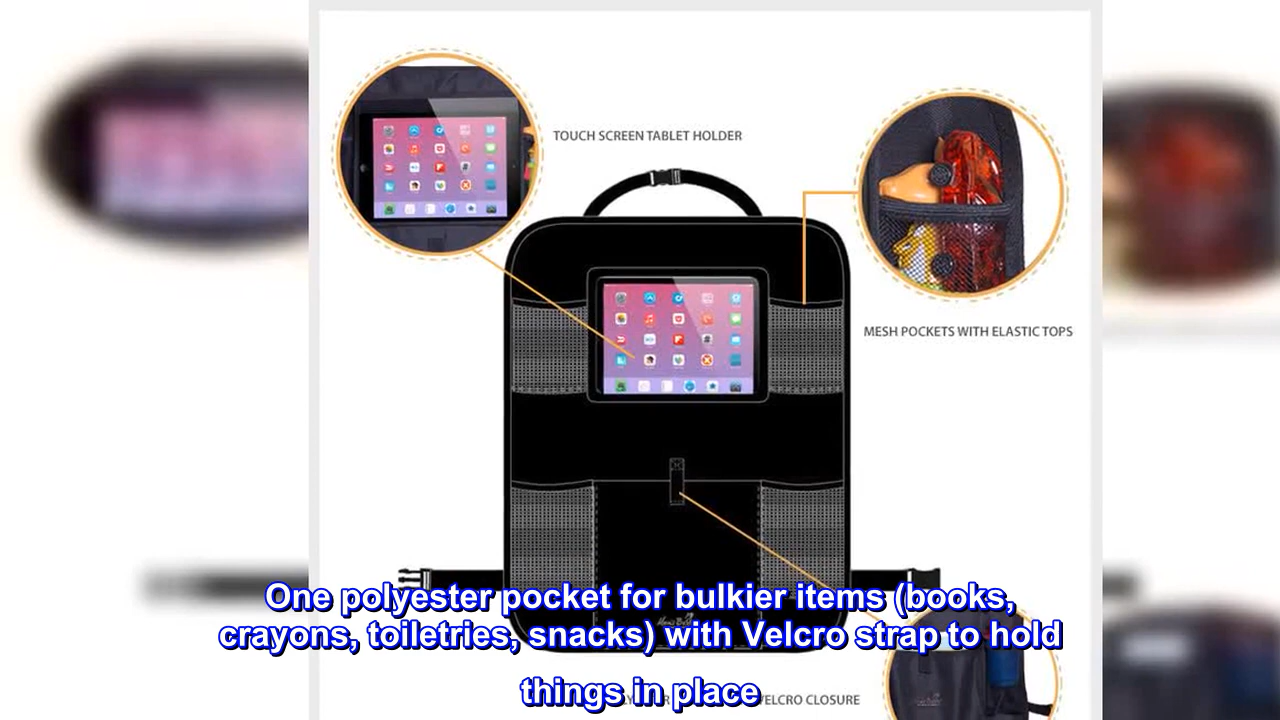 TOUCH SCREEN TABLET HOLDER
MESH POCKETS WITH ELASTIC TOPS
One polyester pocket for bulkier items (books,
crayons, toiletries, snacks) with Velcro strap to hold
things in place
VELCRO CLOSURE